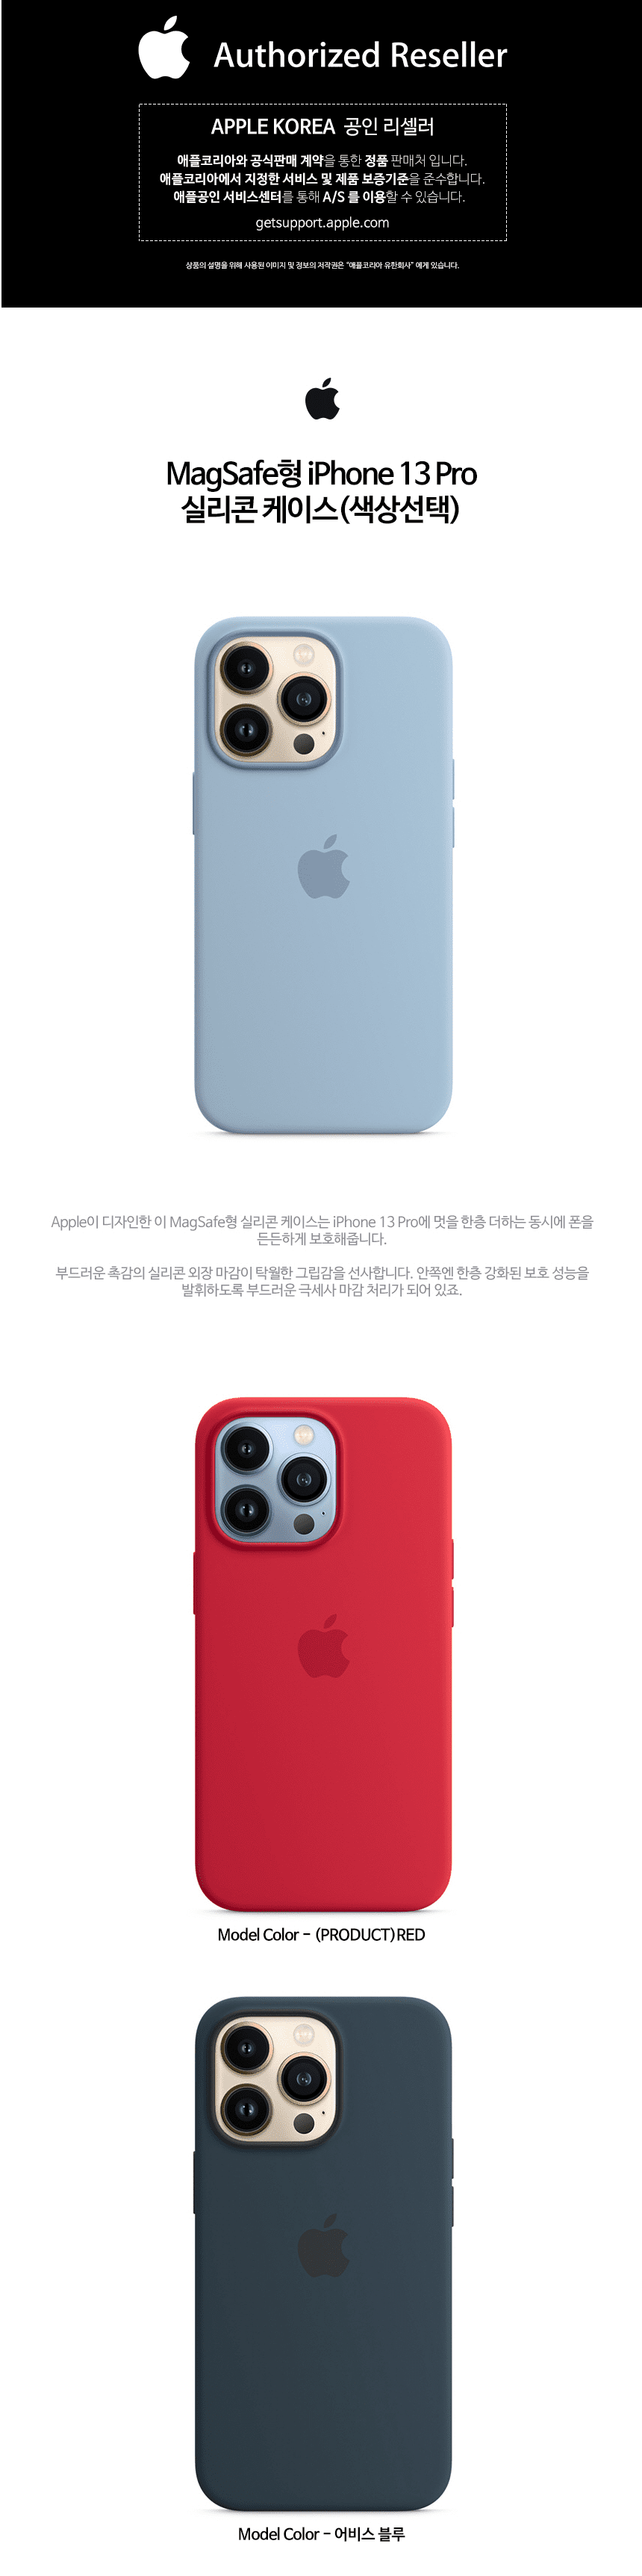 Authorized Reseller
APPLE KOREA 공인 리셀러
애플코리아와 공식판매 계약을 통한 정품 판매처 입니다.
애플코리아에서 지정한 서비스 및 제품 보증기준을 준수합니다.
애플공인 서비스센터를 통해 A/S 를 이용할 수 있습니다.
getsupport.apple.com
상품의 설명을 위해 사용된 이미지 및 정보의 저작권은 "애플코리아 유한회사" 에게 있습니다.
MagSafe형 iPhone 13 Pro
실리콘 케이스(색상선택)
Apple이 디자인한 이 MagSafe형 실리콘 케이스는 iPhone 13 Pro에 멋을 한층 더하는 동시에 폰을
든든하게 보호해줍니다.
부드러운 촉감의 실리콘 외장 마감이 탁월한 그립감을 선사합니다. 안쪽엔 한층 강화된 보호 성능을
발휘하도록 부드러운 극세사 마감 처리가 되어 있죠.
Model Color - (PRODUCT)RED
Model Color - 어비스 블루